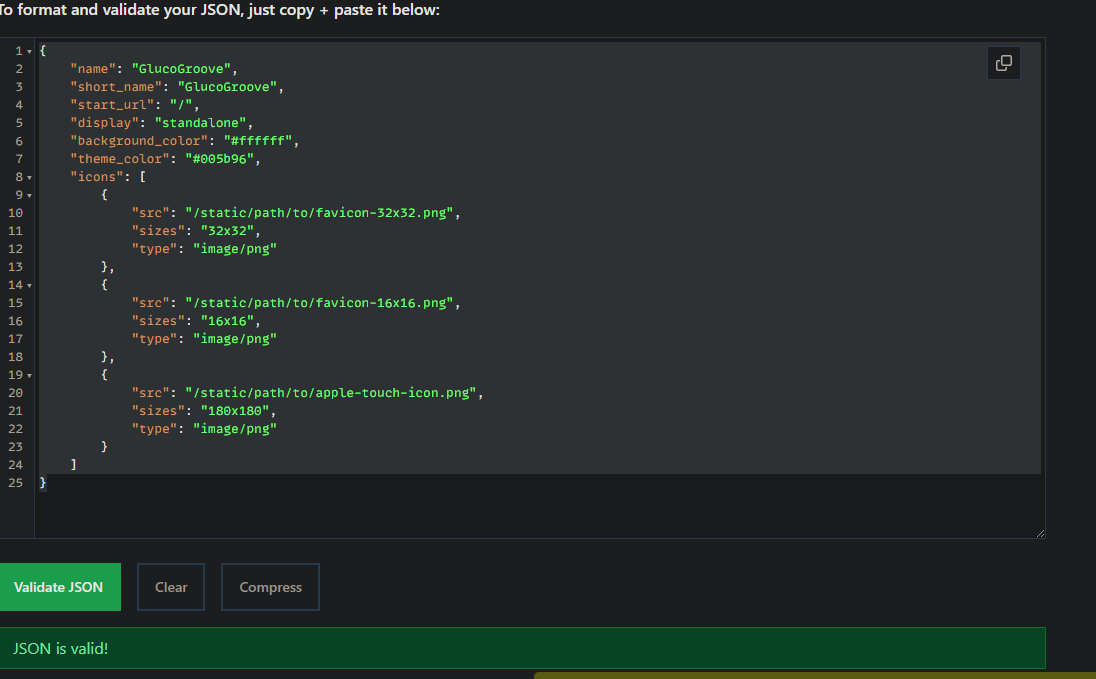 To format and validate your JSON, just copy + paste it below:
1 {
2 "name": "GlucoGroove",
3 "short_name": "GlucoGroove",
4 "start_url": "/",
5 "display": "standalone",
6 "background_color": "#ffffff",
7 "theme_color": "#005b96",
8 "icons": [
9 {
10 "src": "/static/path/to/favicon-32x32.png",
11 "sizes": "32x32",
12 "type": "image/png"
13 },
14 {
15 "src": "/static/path/to/favicon-16x16.png",
16 "sizes": "16x16",
17 "type": "image/png"
18 },
19 {
20 "src": "/static/path/to/apple-touch-icon.png",
21 "sizes": "180x180",
22 "type": "image/png"
23 }
24 ]
25 }
Validate JSON Clear Compress
JSON is valid!